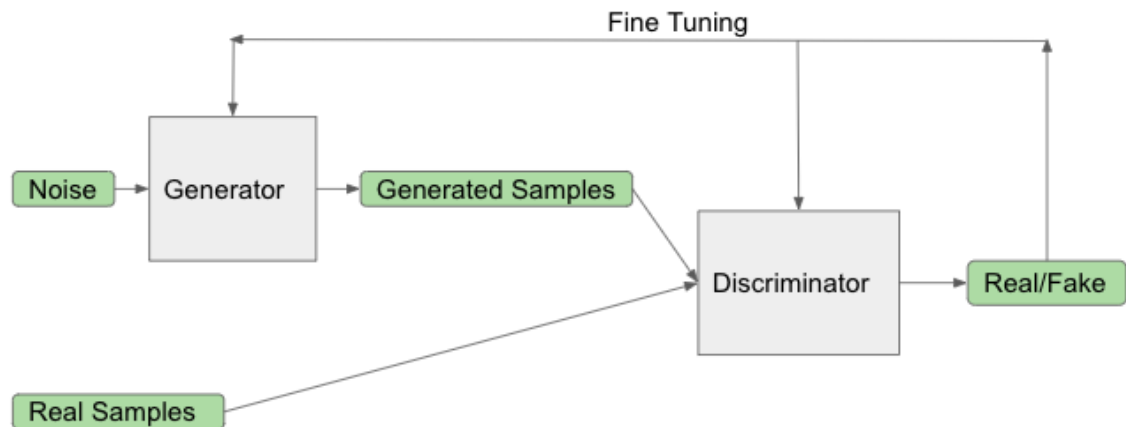 Fine Tuning
Noise
Generator
Generated Samples
Discriminator
Real/Fake
Real Samples